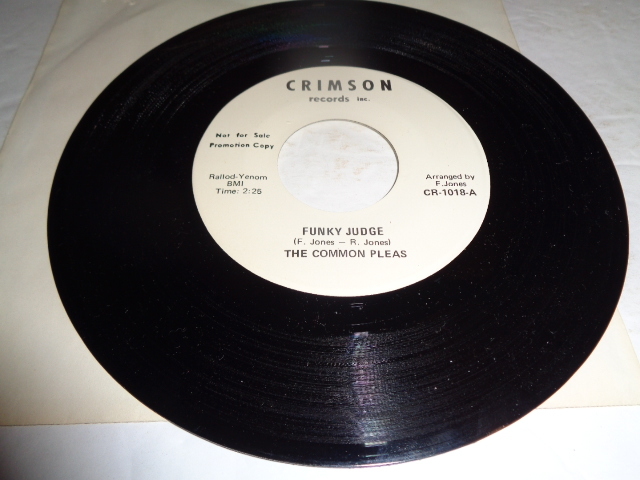 CRIMSON
records inc.
Not for Sale
Promotion Copy
Rallod-Yenom
BMI
Time: 2:25
Arranged by
F. Jones
CR-1018-A
FUNKY JUDGE
(F. Jones – R. Jones)
THE COMMON PLEAS